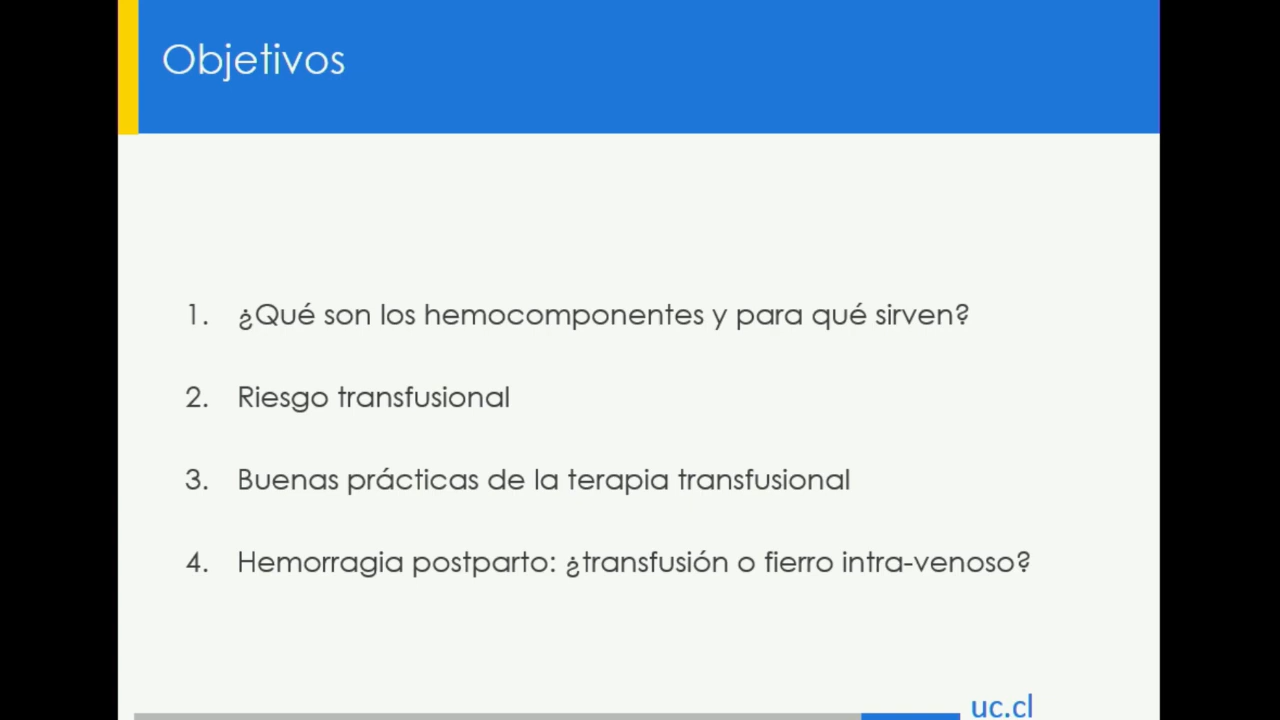 Objetivos
1. ¿Qué son los hemocomponentes y para qué sirven?
2. Riesgo transfusional
3. Buenas prácticas de la terapia transfusional
4. Hemorragia postparto: ¿transfusión o fierro intra-venoso?
uc.cl